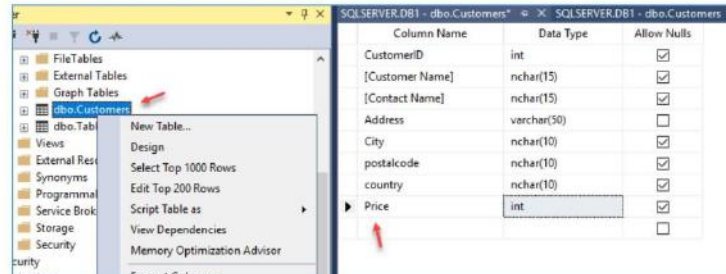 er
SQLSERVER.DB1 - dbo.Customers*
SQLSERVER.DB1 - dbo.Customers
Column Name Data Type Allow Nulls
FileTables
External Tables
Graph Tables
dbo.Customers
dbo.Tabl
Views
External Res
Synonyms
Programmal
Service Brok
Storage
Security
curity
New Table...
Design
Select Top 1000 Rows
Edit Top 200 Rows
Script Table as
View Dependencies
Memory Optimization Advisor
CustomerID int
[Customer Name] nchar(15)
[Contact Name] nchar(15)
Address varchar(50)
City nchar(10)
postalcode nchar(10)
country nchar(10)
Price int